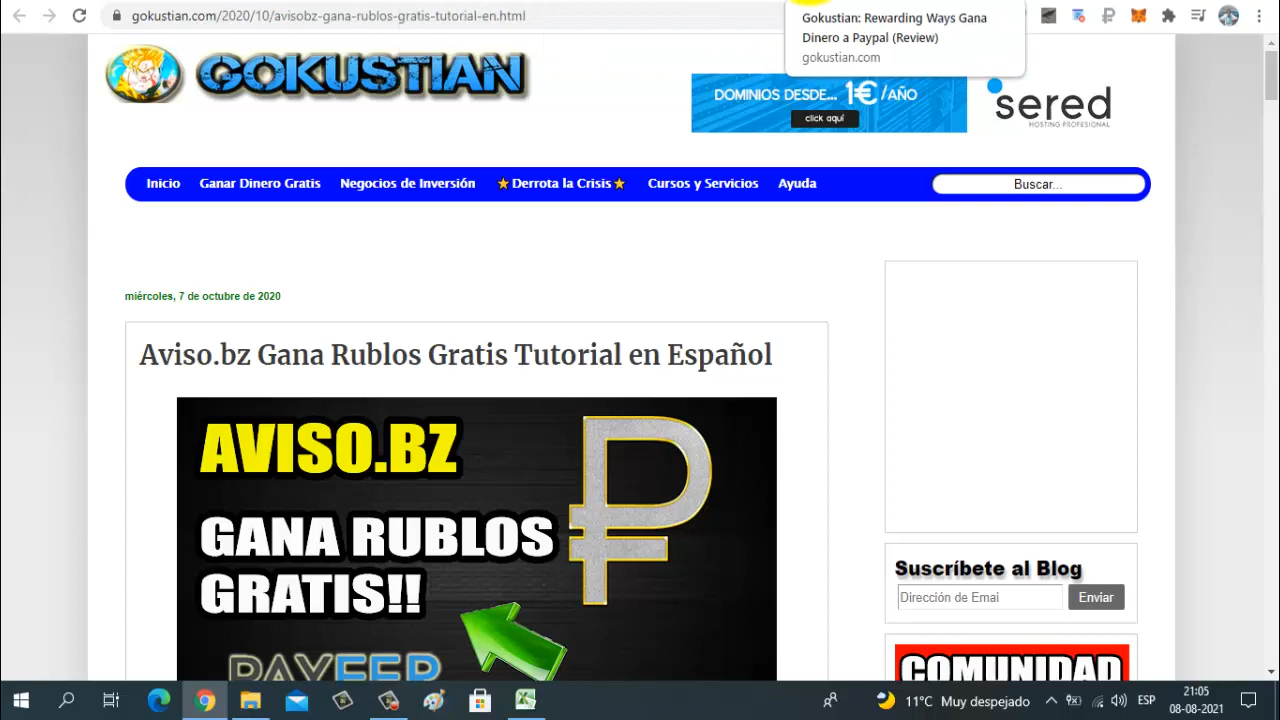 gokustian.com/2020/10/avisobz-gana-rublos-gratis-tutorial-en.html
Gokustian: Rewarding Ways Gana
Dinero a Paypal (Review)
gokustian.com
GOKUSTIAN
DOMINIOS DESDE... 1€/AÑO
click aquí
sered
HOSTING PROFESIONAL
Inicio Ganar Dinero Gratis Negocios de Inversión ⭐Derrota la Crisis⭐ Cursos y Servicios Ayuda Buscar...
miércoles, 7 de octubre de 2020
Aviso.bz Gana Rublos Gratis Tutorial en Español
AVISO.BZ
GANA RUBLOS
GRATIS!!
PAYEER
Suscríbete al Blog
Dirección de Emai Enviar
COMUNIDAD
11°C Muy despejado ESP 21:05
08-08-2021